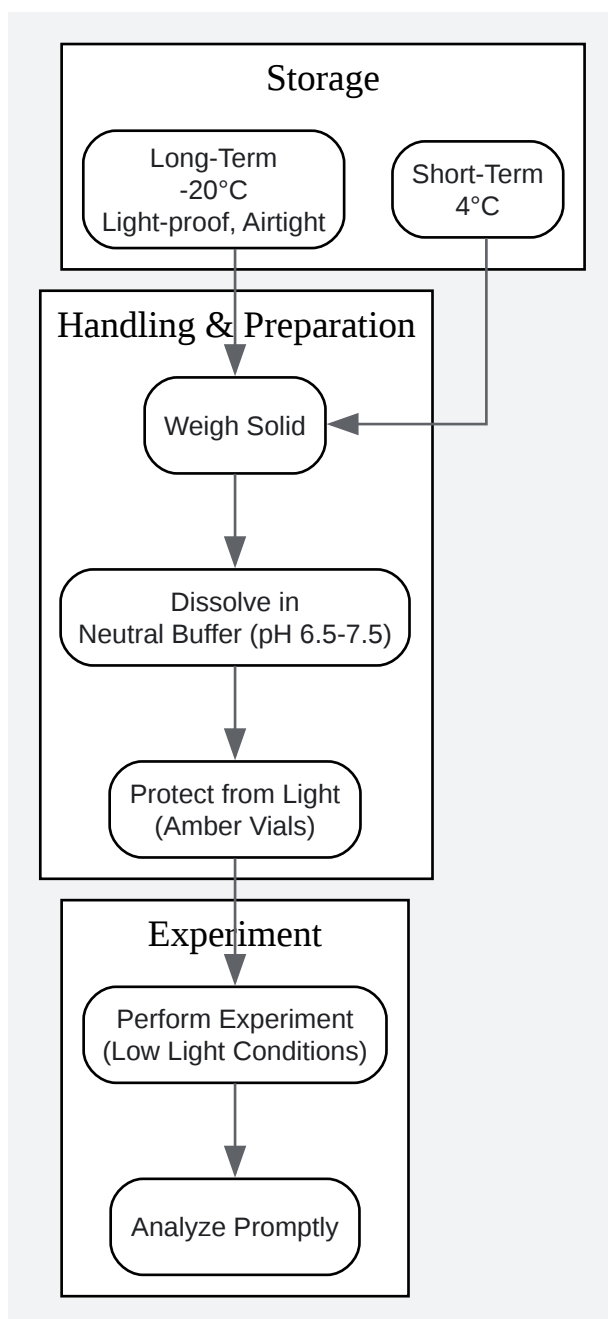 Storage
Long-Term
-20°C
Light-proof, Airtight
Short-Term
4°C
Handling & Preparation
Weigh Solid
Dissolve in
Neutral Buffer (pH 6.5-7.5)
Protect from Light
(Amber Vials)
Experiment
Perform Experiment
(Low Light Conditions)
Analyze Promptly